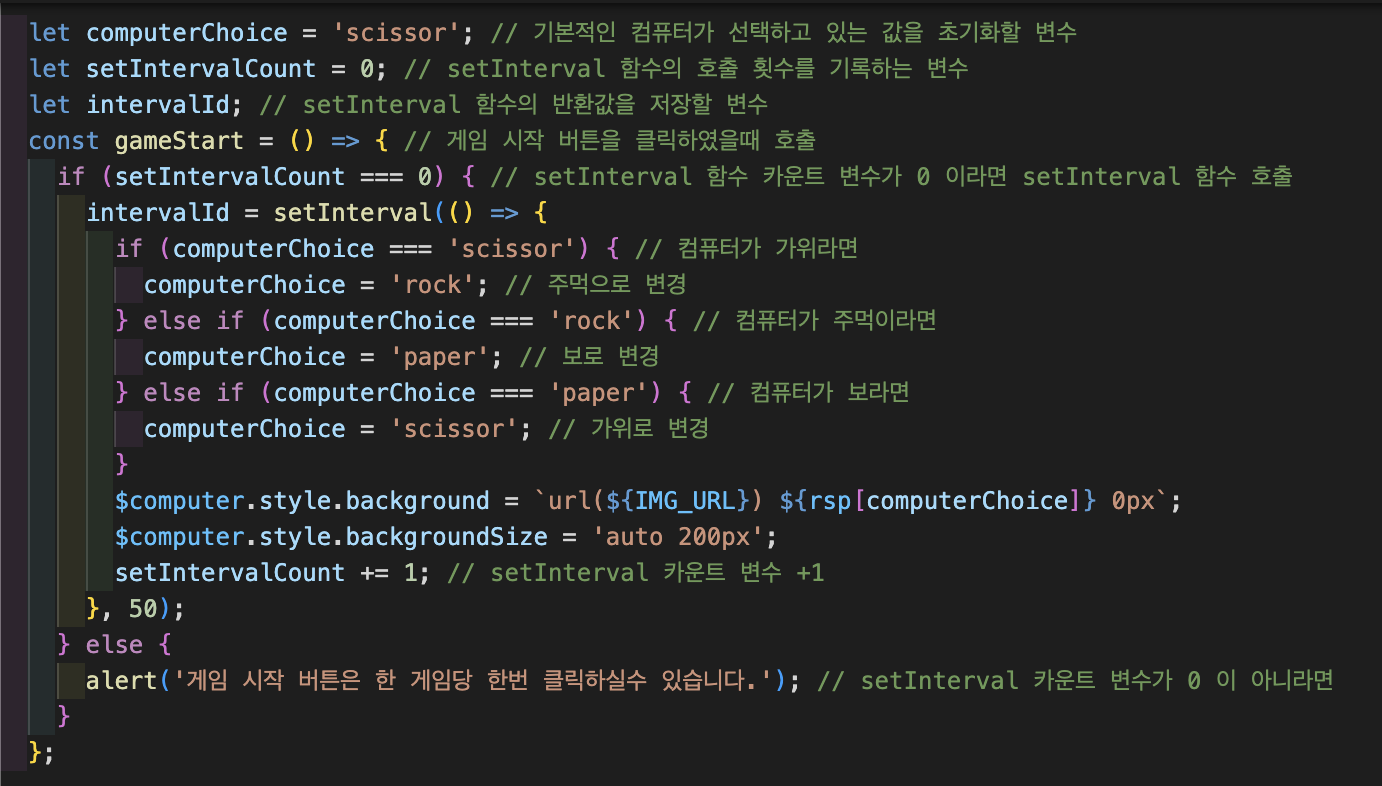 let computerChoice = 'scissor'; // 기본적인 컴퓨터가 선택하고 있는 값을 초기화할 변수
let setIntervalCount = 0; // setInterval 함수의 호출 횟수를 기록하는 변수
let intervalId; // setInterval 함수의 반환값을 저장할 변수
const gameStart = () => { // 게임 시작 버튼을 클릭하였을때 호출
  if (setIntervalCount === 0) { // setInterval 함수 카운트 변수가 0 이라면 setInterval 함수 호출
    intervalId = setInterval(() => {
      if (computerChoice === 'scissor') { // 컴퓨터가 가위라면
        computerChoice = 'rock'; // 주먹으로 변경
      } else if (computerChoice === 'rock') { // 컴퓨터가 주먹이라면
        computerChoice = 'paper'; // 보로 변경
      } else if (computerChoice === 'paper') { // 컴퓨터가 보라면
        computerChoice = 'scissor'; // 가위로 변경
      }
      $computer.style.background = `url(${IMG_URL}) ${rsp[computerChoice]} 0px`;
      $computer.style.backgroundSize = 'auto 200px';
      setIntervalCount += 1; // setInterval 카운트 변수 +1
    }, 50);
  } else {
    alert('게임 시작 버튼은 한 게임당 한번 클릭하실수 있습니다.'); // setInterval 카운트 변수가 0 이 아니라면
  }
};